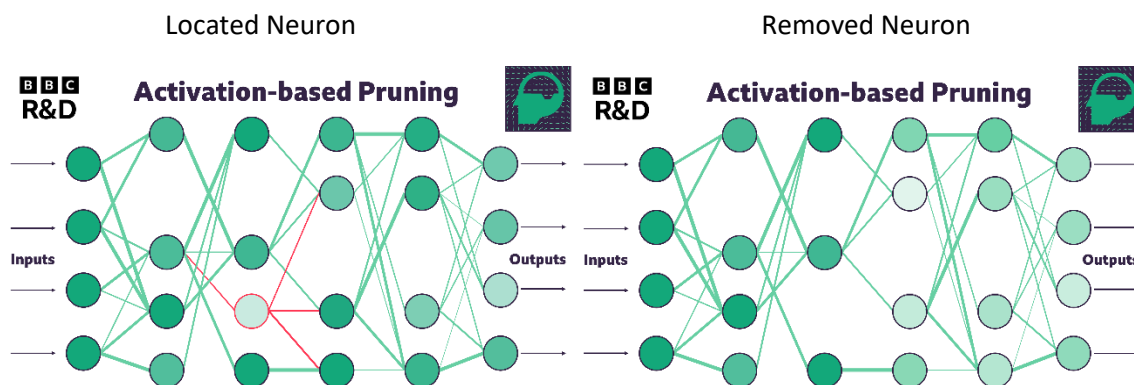 Located Neuron
BBC
R&D
Activation-based Pruning
Inputs
Outputs
Removed Neuron
BBC
R&D
Activation-based Pruning
Inputs
Outputs